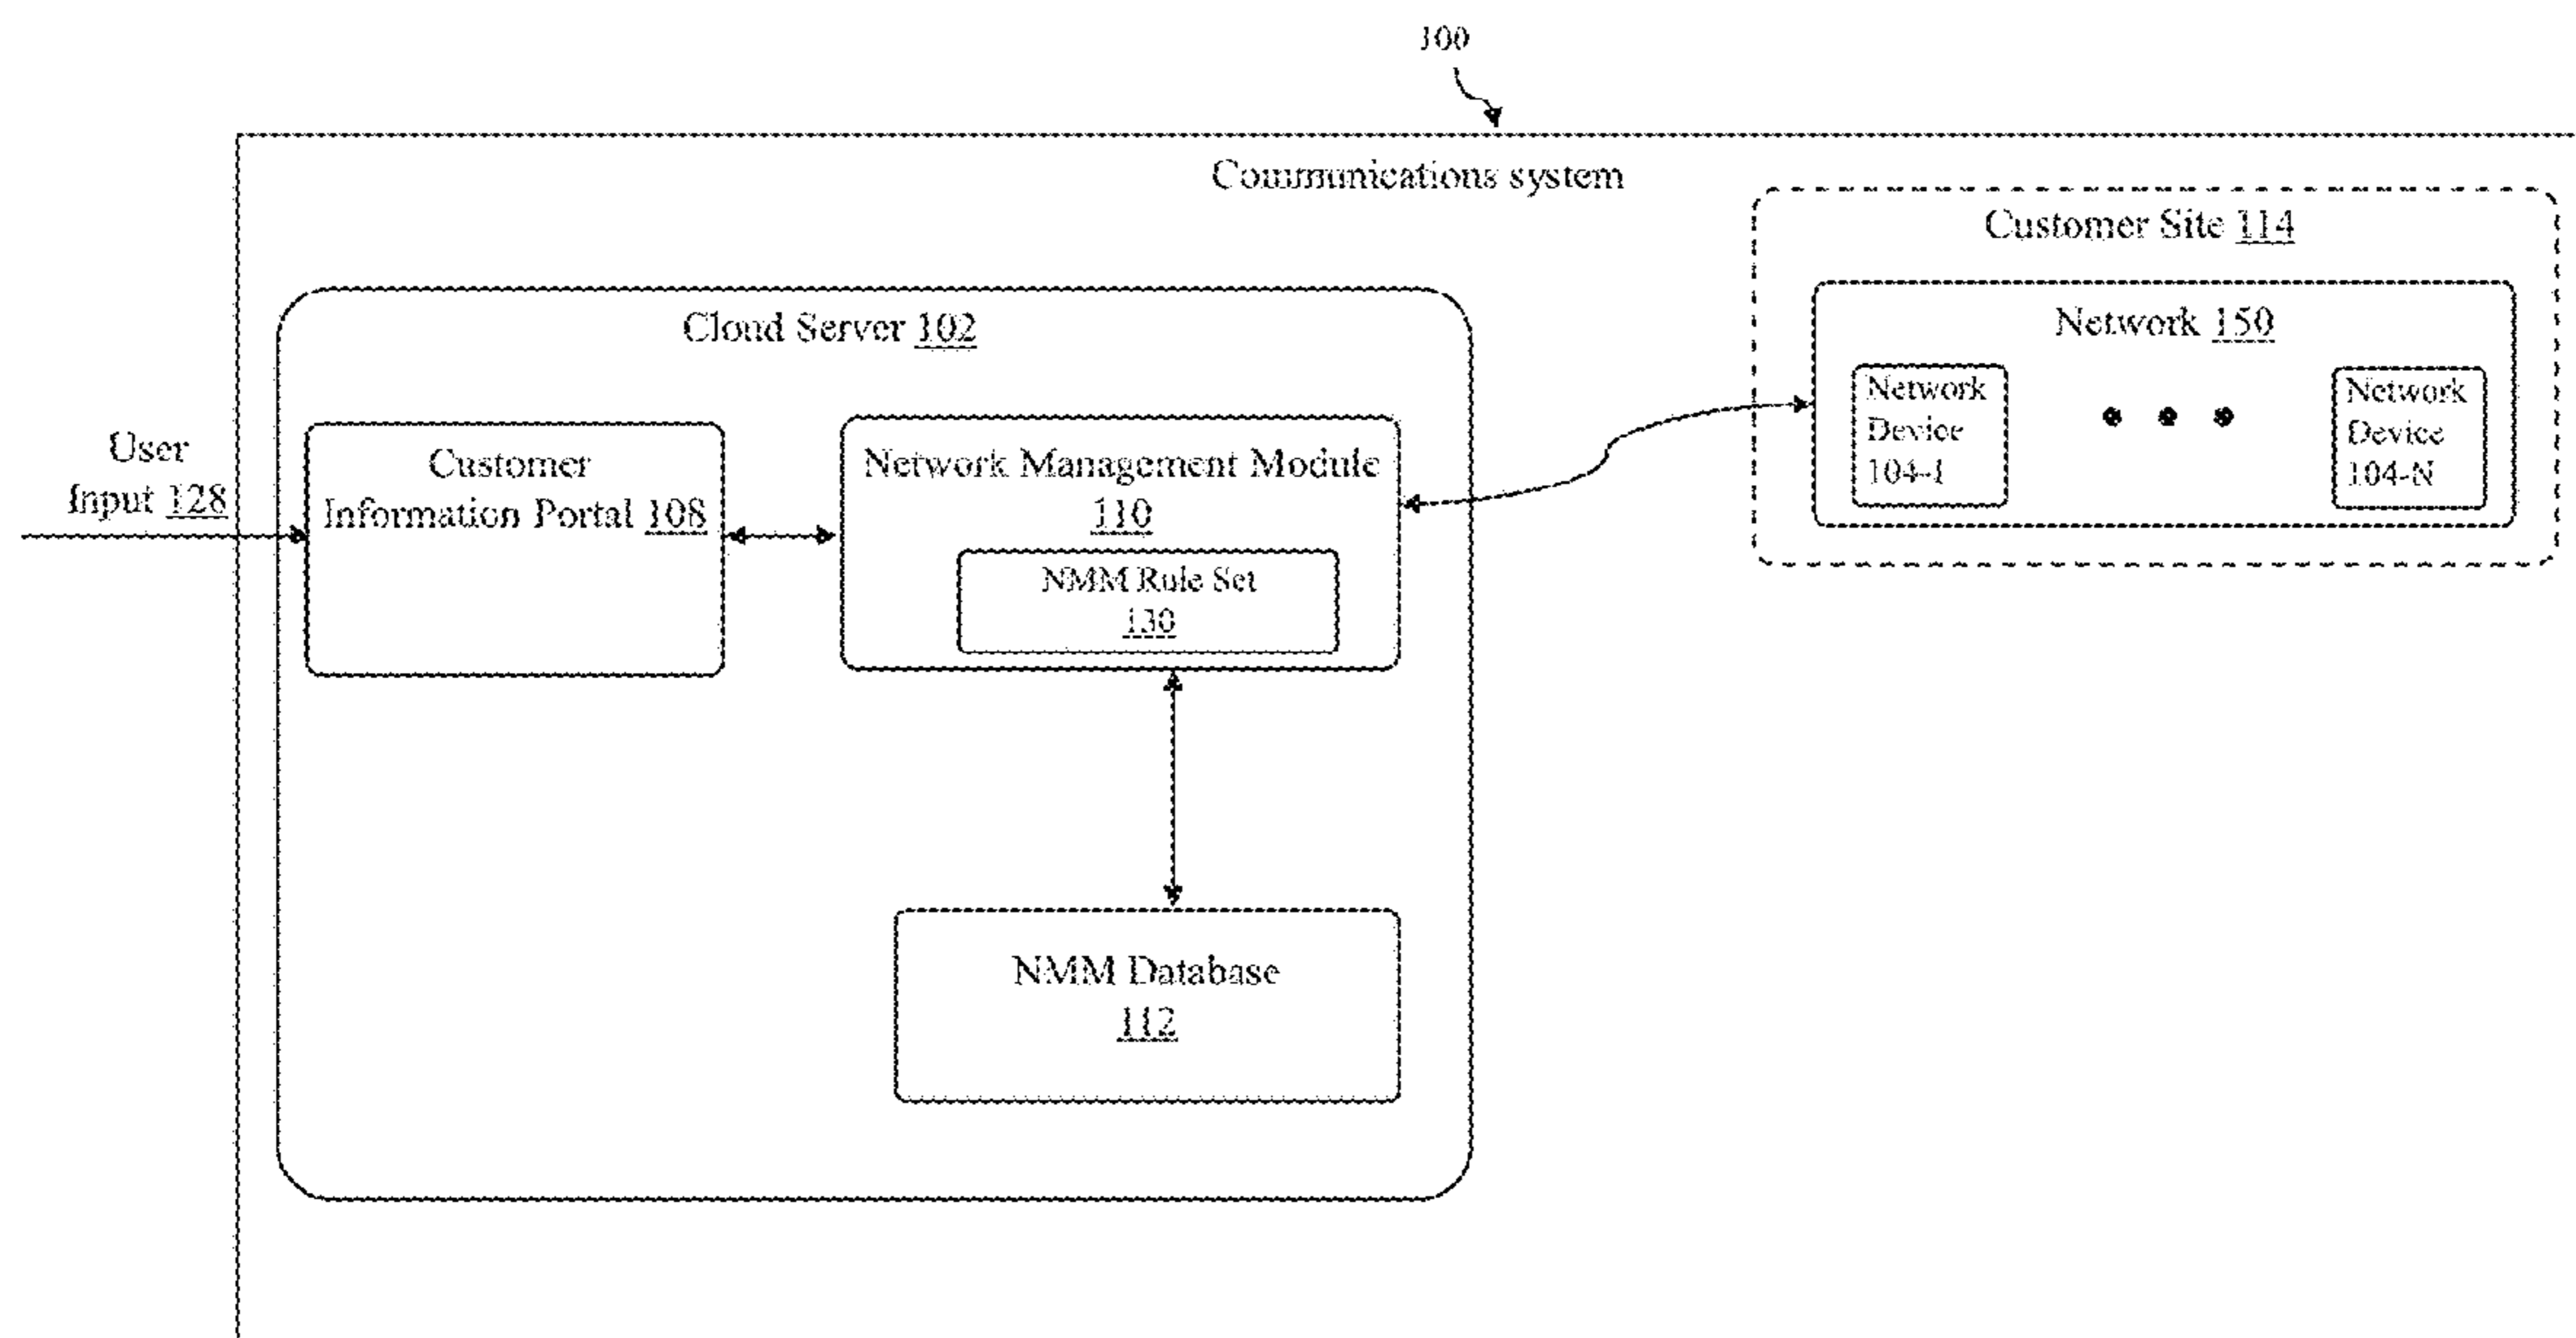 100
Communications system
Customer Site 114
Network 150
Network
Device
104-1
Network
Device
104-N
Cloud Server 102
User
Input 128
Customer
Information Portal 108
Network Management Module
110
NMM Rule Set
130
NMM Database
112